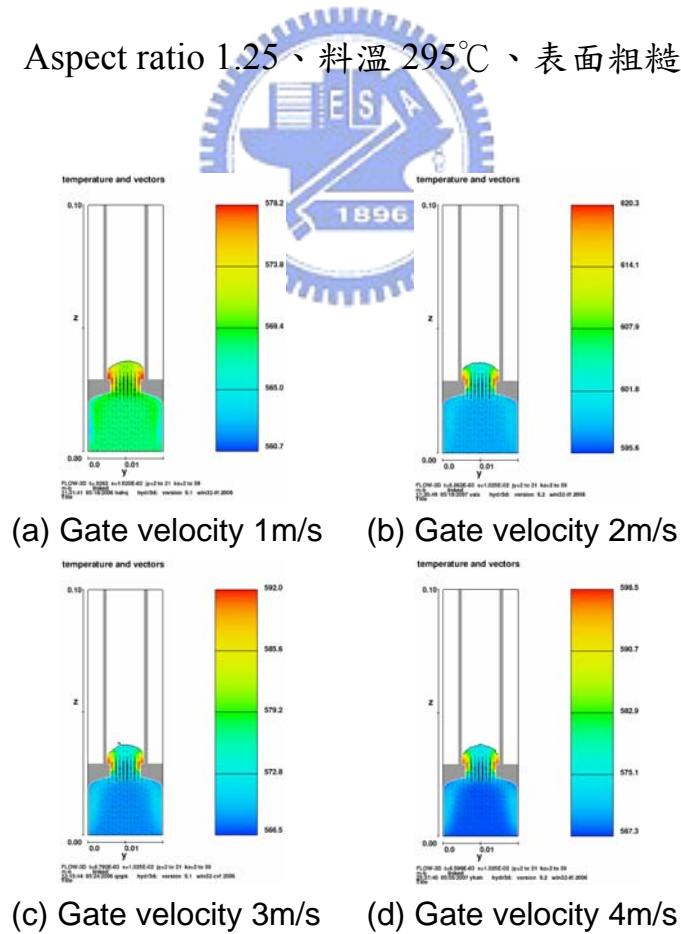 Aspect ratio 1.25、料溫 295℃、表面粗糙
E S A
1896
temperature and vectors
0.10
z
0.00
0.0 0.01
y
578.2
573.8
569.4
565.0
560.7
temperature and vectors
0.10
z
0.00
0.0 0.01
y
620.3
614.1
607.9
601.8
595.6
(a) Gate velocity 1m/s
(b) Gate velocity 2m/s
temperature and vectors
0.10
z
0.00
0.0 0.01
y
592.0
585.6
579.2
572.8
566.5
temperature and vectors
0.10
z
0.00
0.0 0.01
y
598.5
590.7
582.9
575.1
567.3
(c) Gate velocity 3m/s
(d) Gate velocity 4m/s